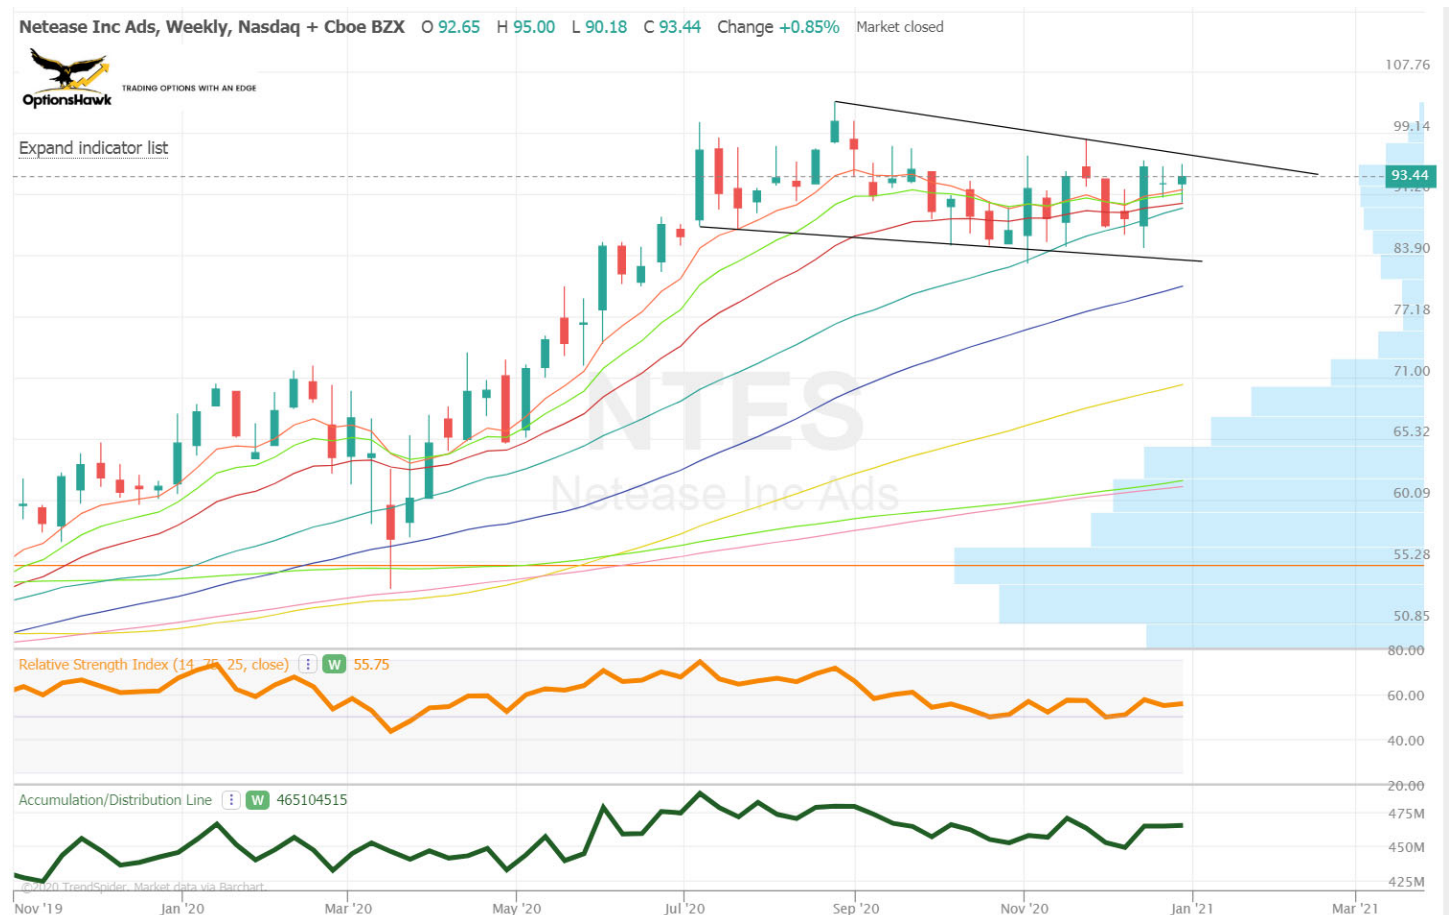 Netease Inc Ads, Weekly, Nasdaq + Cboe BZX O 92.65 H 95.00 L 90.18 C 93.44 Change +0.85% Market closed
OptionsHawk
TRADING OPTIONS WITH AN EDGE
Expand indicator list
107.76
99.14
93.44
83.90
77.18
71.00
65.32
60.09
55.28
50.85
NTES
Netease Inc Ads
Relative Strength Index (14, 75, 25, close) W 55.75
80.00
60.00
40.00
20.00
Accumulation/Distribution Line W 465104515
475M
450M
425M
©2020 TrendSpider. Market data via Barchart.
Nov '19 Jan '20 Mar '20 May '20 Jul '20 Sep '20 Nov '20 Jan '21 Mar '21